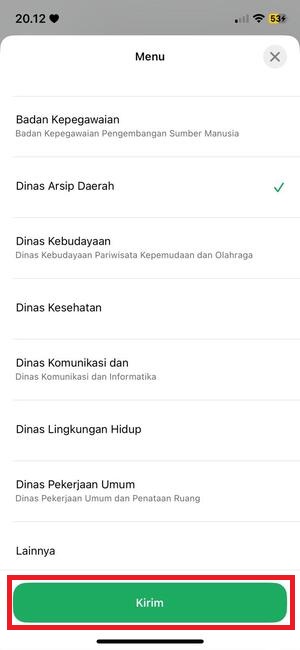 20.12
53
Menu
Badan Kepegawaian
Badan Kepegawaian Pengembangan Sumber Manusia
Dinas Arsip Daerah
Dinas Kebudayaan
Dinas Kebudayaan Pariwisata Kepemudaan dan Olahraga
Dinas Kesehatan
Dinas Komunikasi dan
Dinas Komunikasi dan Informatika
Dinas Lingkungan Hidup
Dinas Pekerjaan Umum
Dinas Pekerjaan Umum dan Penataan Ruang
Lainnya
Kirim